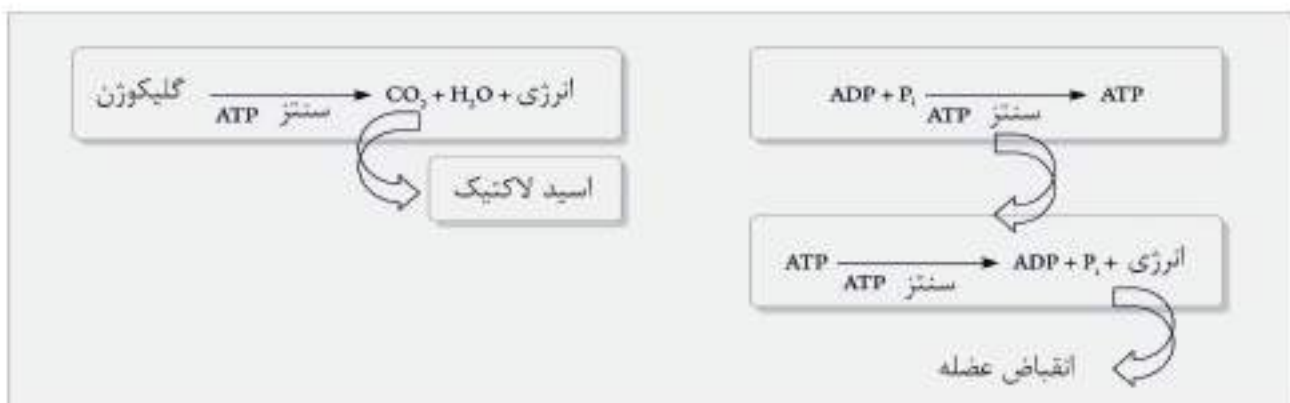 گلیکوژن ⟶ CO₂ + H₂O + انرژی
ATP سنتز
اسید لاکتیک
ADP + Pᵢ ⟶ ATP
ATP سنتز
ATP ⟶ ADP + Pᵢ + انرژی
ATP سنتز
انقباض عضله